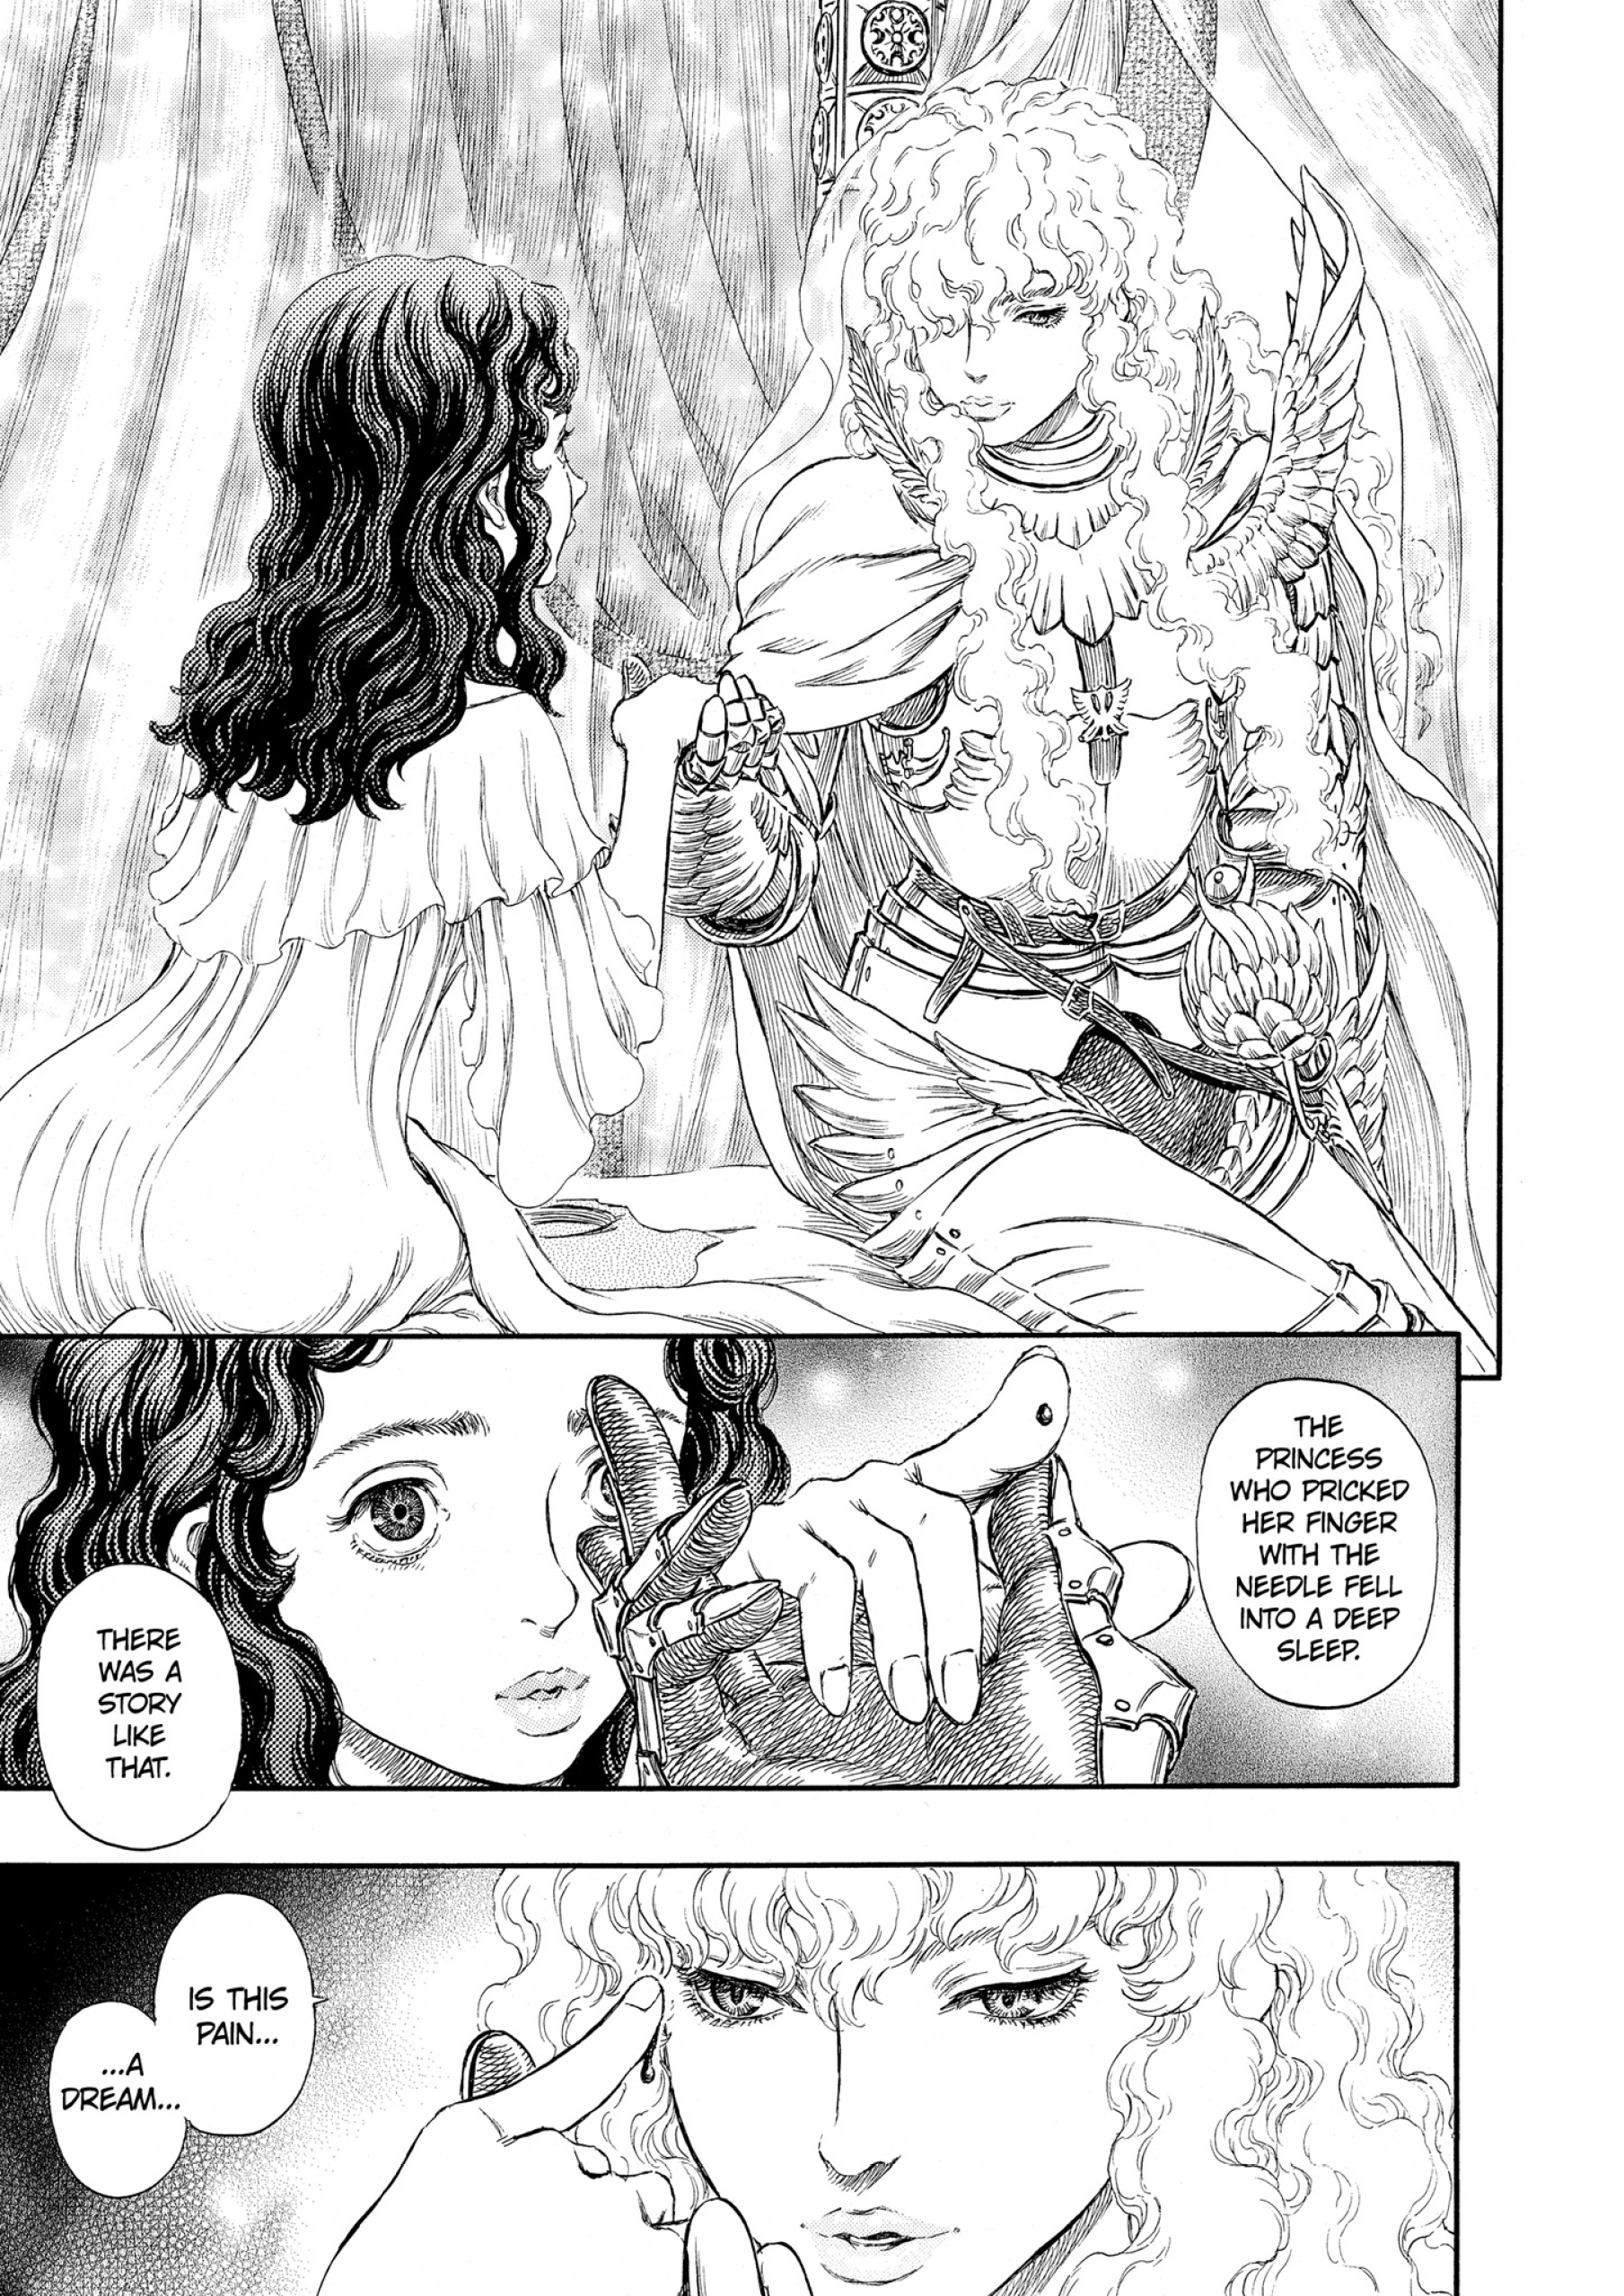 THE
PRINCESS
WHO PRICKED
HER FINGER
WITH THE
NEEDLE FELL
INTO A DEEP
SLEEP.
THERE
WAS A
STORY
LIKE
THAT.
IS THIS
PAIN...
...A
DREAM...